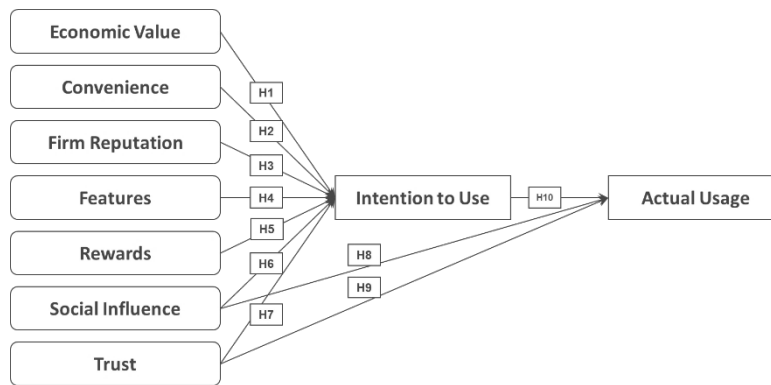 Economic Value
H1
Convenience
H2
Firm Reputation
H3
Features
H4
Intention to Use
H10
Actual Usage
Rewards
H5
H6
H8
Social Influence
H9
H7
Trust